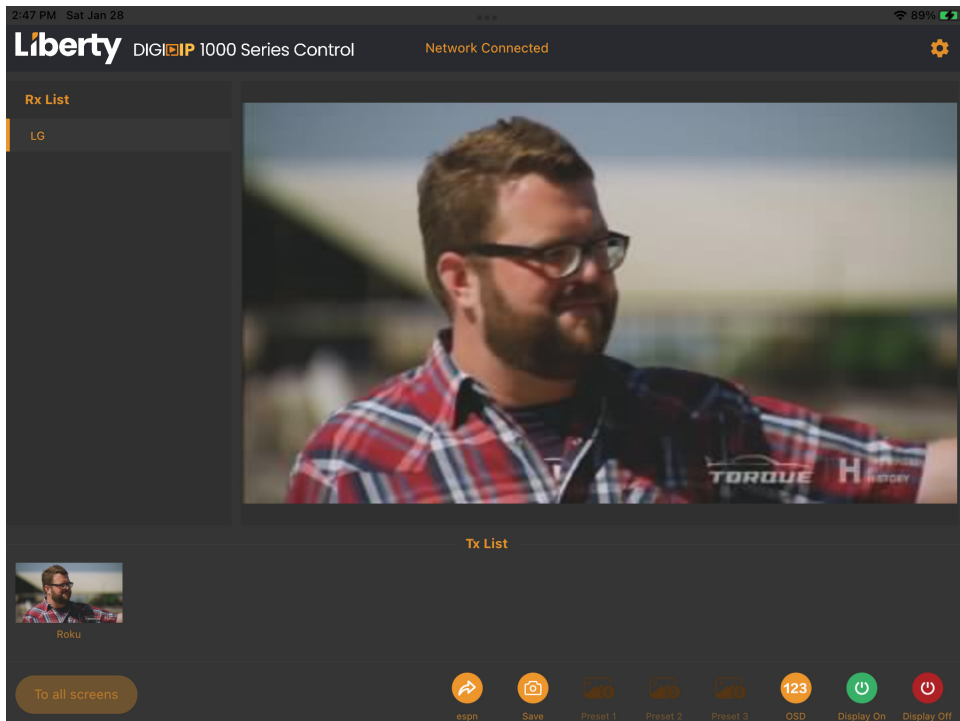 2:47 PM Sat Jan 28
89%
Liberty DIGIIP 1000 Series Control
Network Connected
Rx List
LG
TORQUE
H HISTORY
Tx List
Roku
To all screens
espn
Save
Preset 1
Preset 2
Preset 3
123
OSD
Display On
Display Off